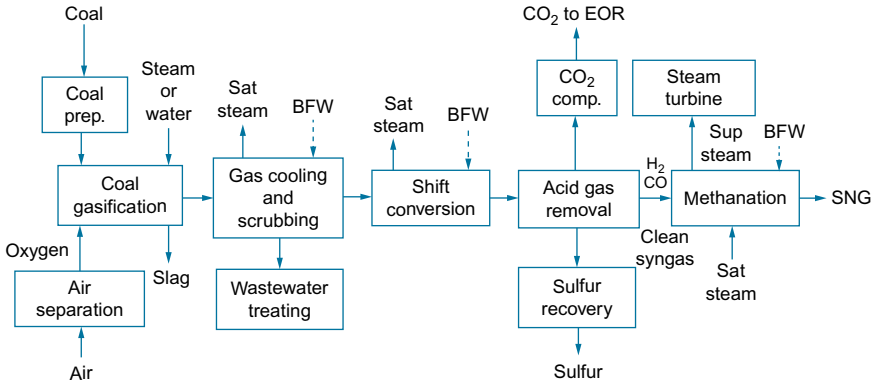 Coal
CO₂ to EOR
Coal
prep.
Steam
or
water
Sat
steam
BFW
Sat
steam
BFW
CO₂
comp.
Steam
turbine
Sup
steam
BFW
Coal
gasification
Gas cooling
and
scrubbing
Shift
conversion
Acid gas
removal
H₂
CO
Methanation
SNG
Oxygen
Slag
Clean
syngas
Sat
steam
Air
separation
Wastewater
treating
Sulfur
recovery
Air
Sulfur